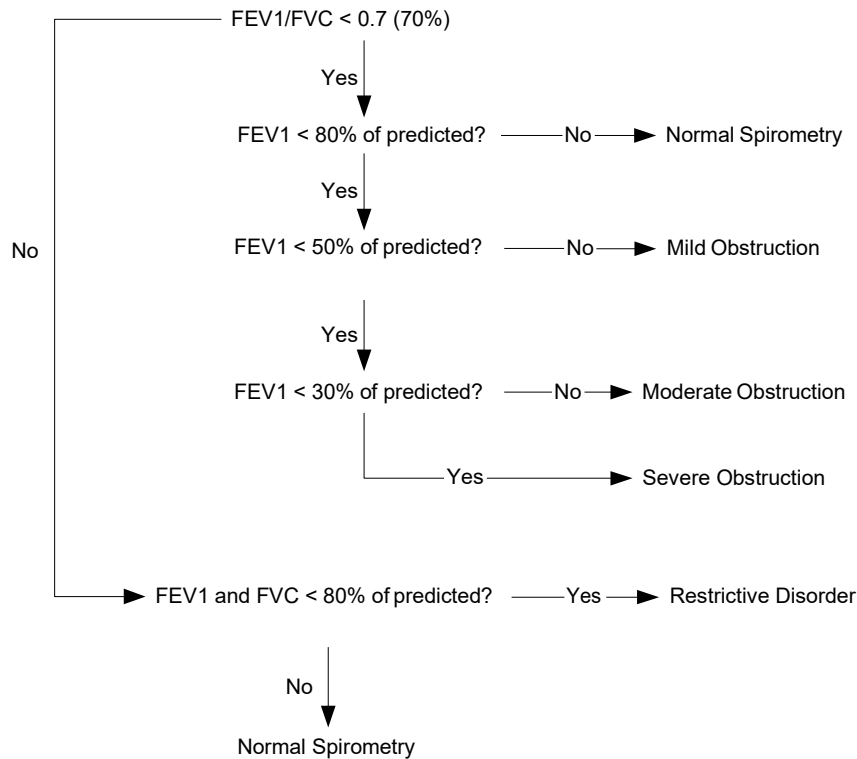 FEV1/FVC < 0.7 (70%)
Yes
FEV1 < 80% of predicted?
No
Normal Spirometry
Yes
No
FEV1 < 50% of predicted?
No
Mild Obstruction
Yes
FEV1 < 30% of predicted?
No
Moderate Obstruction
Yes
Severe Obstruction
FEV1 and FVC < 80% of predicted?
Yes
Restrictive Disorder
No
Normal Spirometry